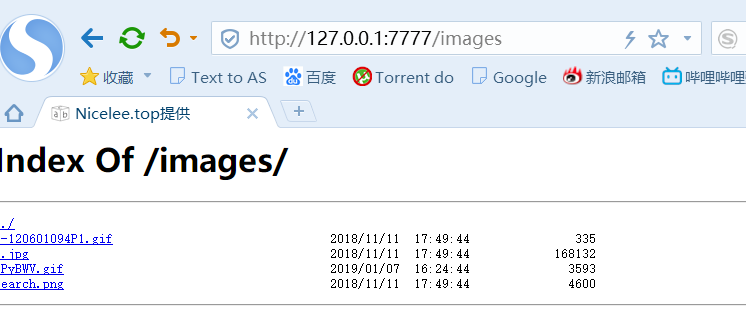 http://127.0.0.1:7777/images
收藏 Text to AS 百度 Torrent do Google 新浪邮箱 哔哩哔哩
Nicelee.top提供
Index Of /images/
./
-120601094P1.gif 2018/11/11 17:49:44 335
.jpg 2018/11/11 17:49:44 168132
PyBWV.gif 2019/01/07 16:24:44 3593
earch.png 2018/11/11 17:49:44 4600